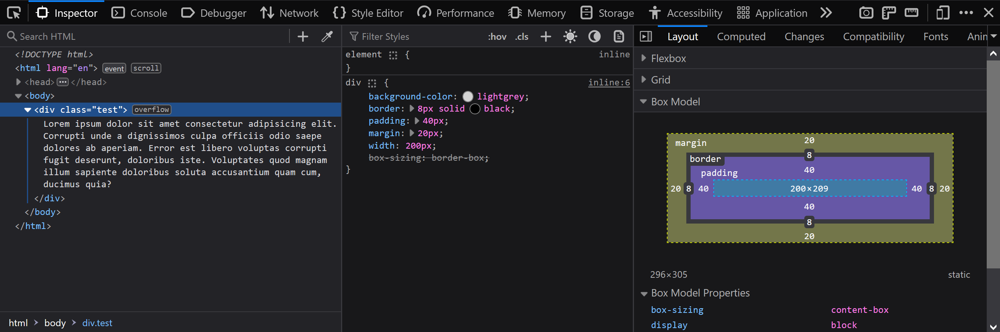 Inspector Console Debugger Network Style Editor Performance Memory Storage Accessibility Application
Search HTML
<!DOCTYPE html>
<html lang="en"> event scroll
<head> ••• </head>
<body>
<div class="test"> overflow
Lorem ipsum dolor sit amet consectetur adipisicing elit.
Corrupti unde a dignissimos culpa officiis odio saepe
dolores ab aperiam. Error est libero voluptas corrupti
fugit deserunt, doloribus iste. Voluptates quod magnam
illum sapiente doloribus soluta accusantium quam cum,
ducimus quia?
</div>
</body>
</html>
html body div.test
Filter Styles :hov .cls
element { inline
}
div { inline:6
background-color: lightgrey;
border: 8px solid black;
padding: 40px;
margin: 20px;
width: 200px;
box-sizing: border-box;
}
Layout Computed Changes Compatibility Fonts Anin
Flexbox
Grid
Box Model
20
margin
8
border
40
padding
20 8 40 200×209 40 8 20
40
8
20
296×305 static
Box Model Properties
box-sizing content-box
display block